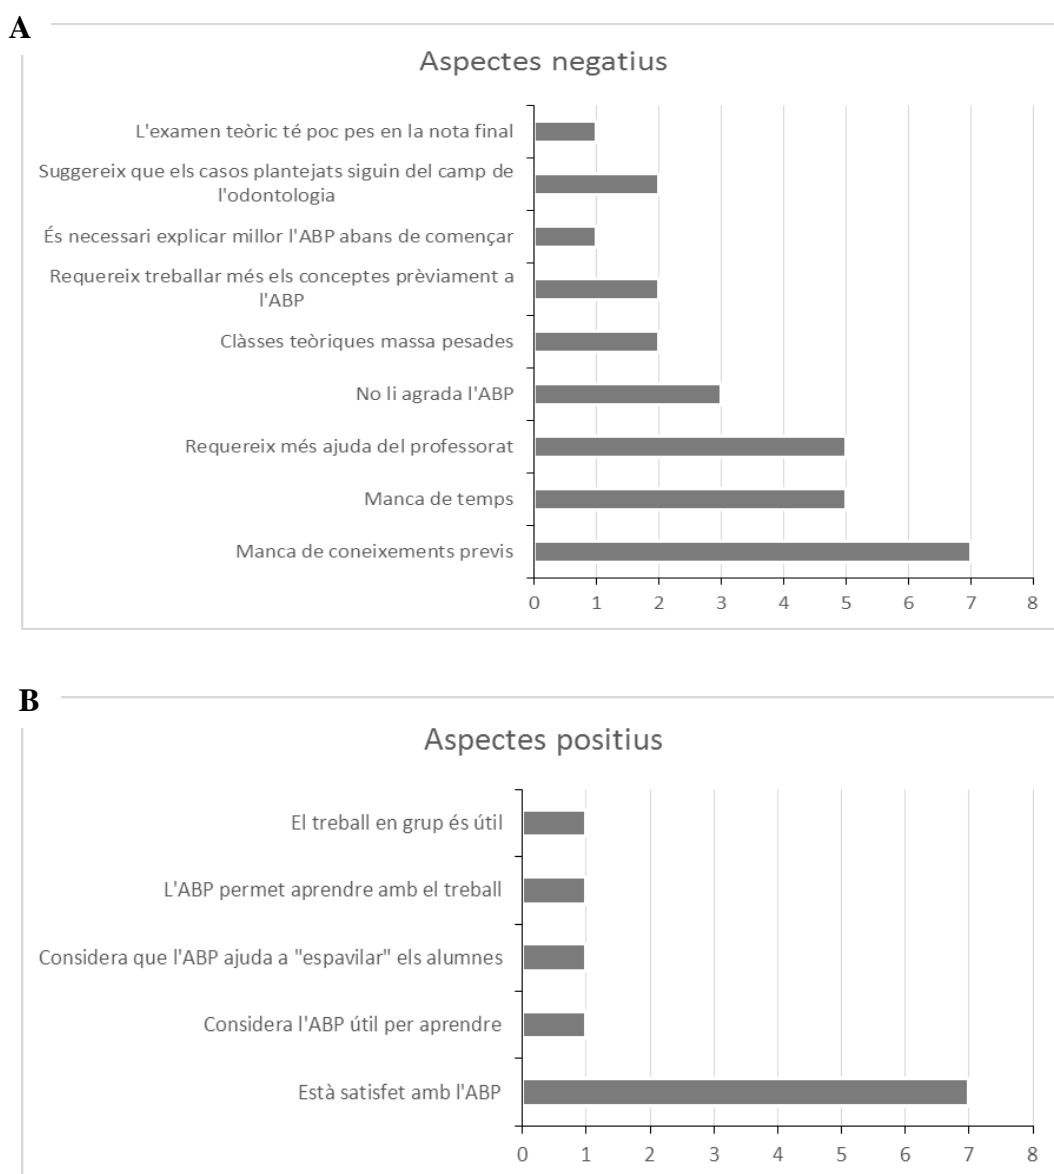 A
Aspectes negatius
L'examen teòric té poc pes en la nota final
Suggereix que els casos plantejats siguin del camp de
l'odontologia
És necessari explicar millor l'ABP abans de començar
Requereix treballar més els conceptes prèviament a
l'ABP
Clàsses teòriques massa pesades
No li agrada l'ABP
Requereix més ajuda del professorat
Manca de temps
Manca de coneixements previs
0 1 2 3 4 5 6 7 8
B
Aspectes positius
El treball en grup és útil
L'ABP permet aprendre amb el treball
Considera que l'ABP ajuda a "espavilar" els alumnes
Considera l'ABP útil per aprendre
Està satisfet amb l'ABP
0 1 2 3 4 5 6 7 8